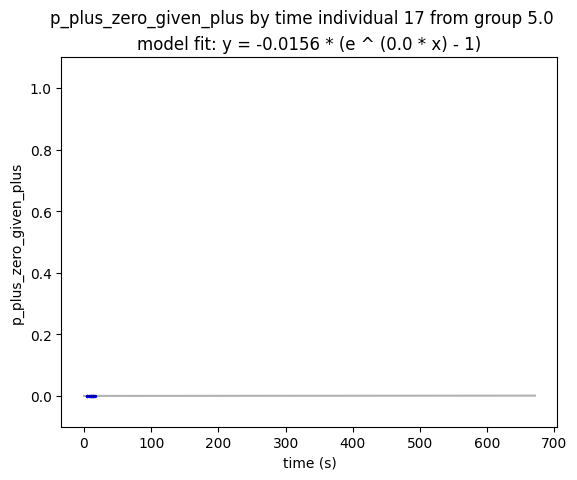 p_plus_zero_given_plus by time individual 17 from group 5.0
model fit: y = -0.0156 * (e ^ (0.0 * x) - 1)
1.0
0.8
0.6
0.4
0.2
0.0
p_plus_zero_given_plus
0 100 200 300 400 500 600 700
time (s)